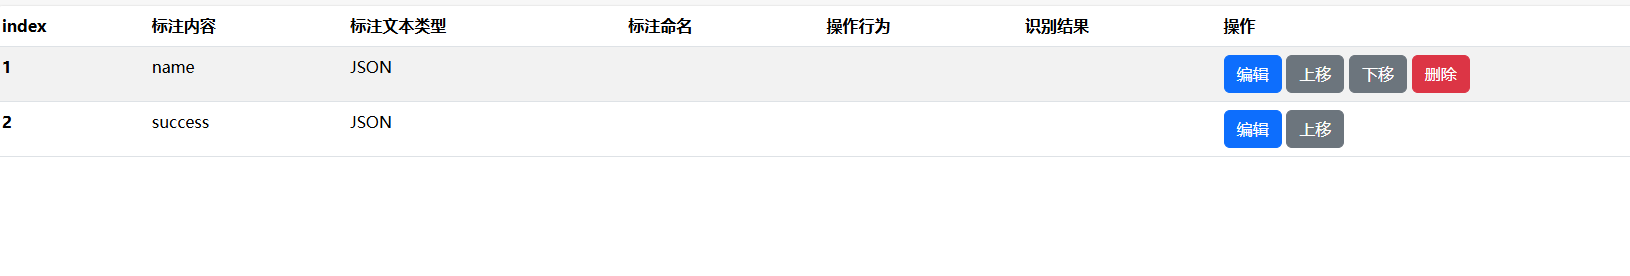 index 标注内容 标注文本类型 标注命名 操作行为 识别结果 操作
1 name JSON 编辑 上移 下移 删除
2 success JSON 编辑 上移